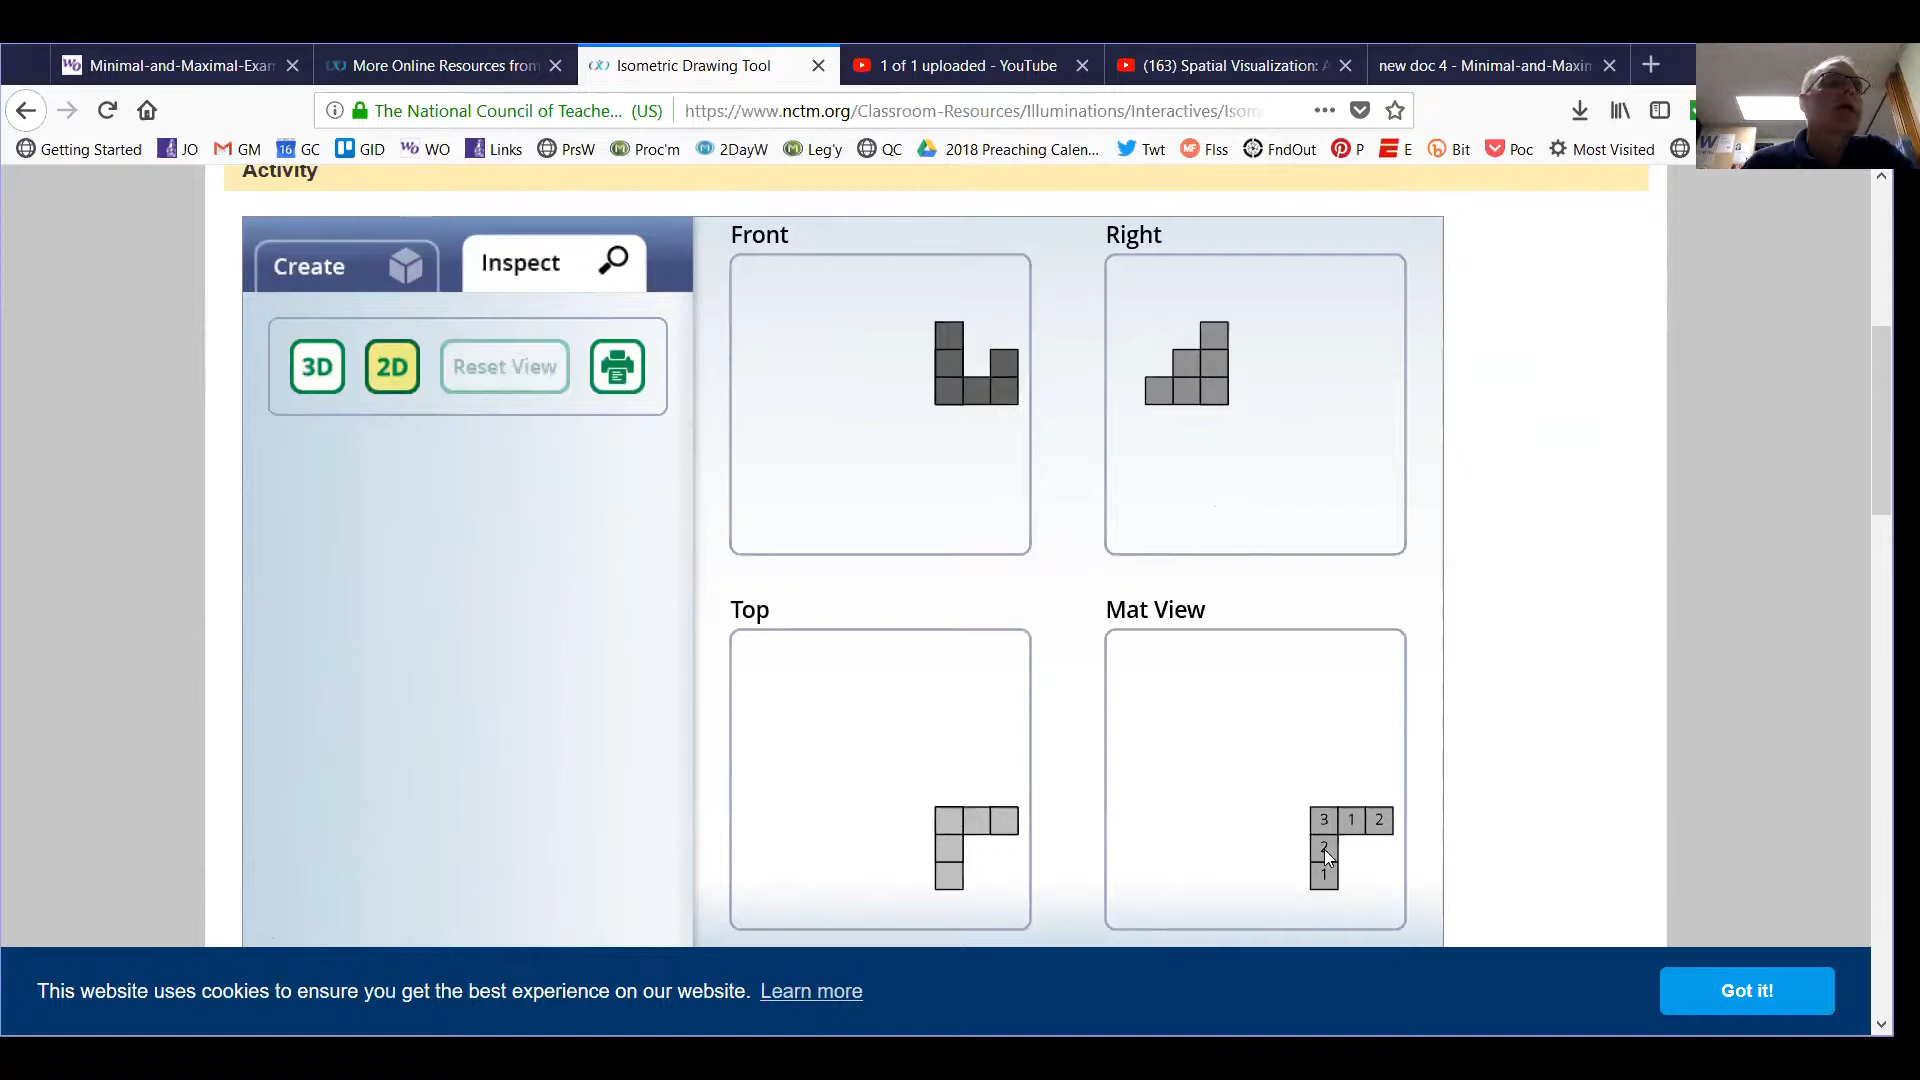 Minimal-and-Maximal-Exam
More Online Resources from
Isometric Drawing Tool
1 of 1 uploaded - YouTube
(163) Spatial Visualization: A
new doc 4 - Minimal-and-Maxim
The National Council of Teache... (US)
https://www.nctm.org/Classroom-Resources/Illuminations/Interactives/Isom
Getting Started
JO
GM
16 GC
GID
WO
Links
PrsW
Proc'm
2DayW
Leg'y
QC
2018 Preaching Calen...
Twt
FIss
FndOut
P
E
Bit
Poc
Most Visited
Activity
Create
Inspect
3D
2D
Reset View
Front
Right
Top
Mat View
3 1 2
2
1
This website uses cookies to ensure you get the best experience on our website. Learn more
Got it!